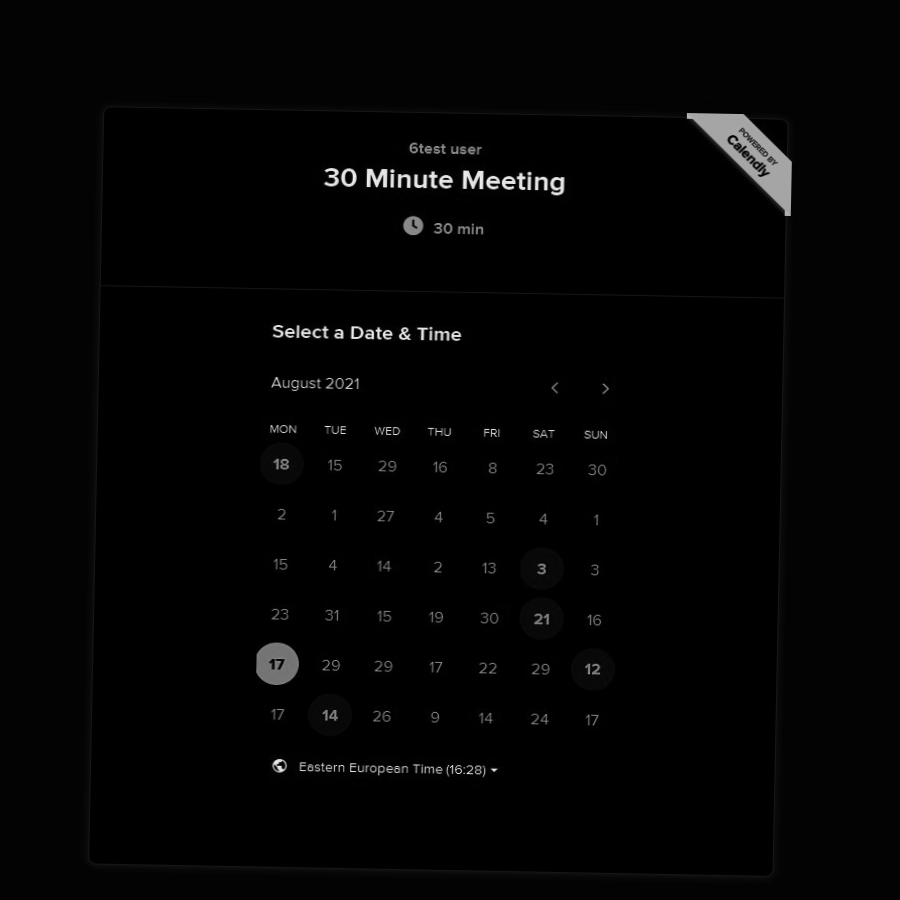 POWERED BY
Calendly
6test user
30 Minute Meeting
30 min
Select a Date & Time
August 2021
MON TUE WED THU FRI SAT SUN
18 15 29 16 8 23 30
2 1 27 4 5 4 1
15 4 14 2 13 3 3
23 31 15 19 30 21 16
17 29 29 17 22 29 12
17 14 26 9 14 24 17
Eastern European Time (16:28)